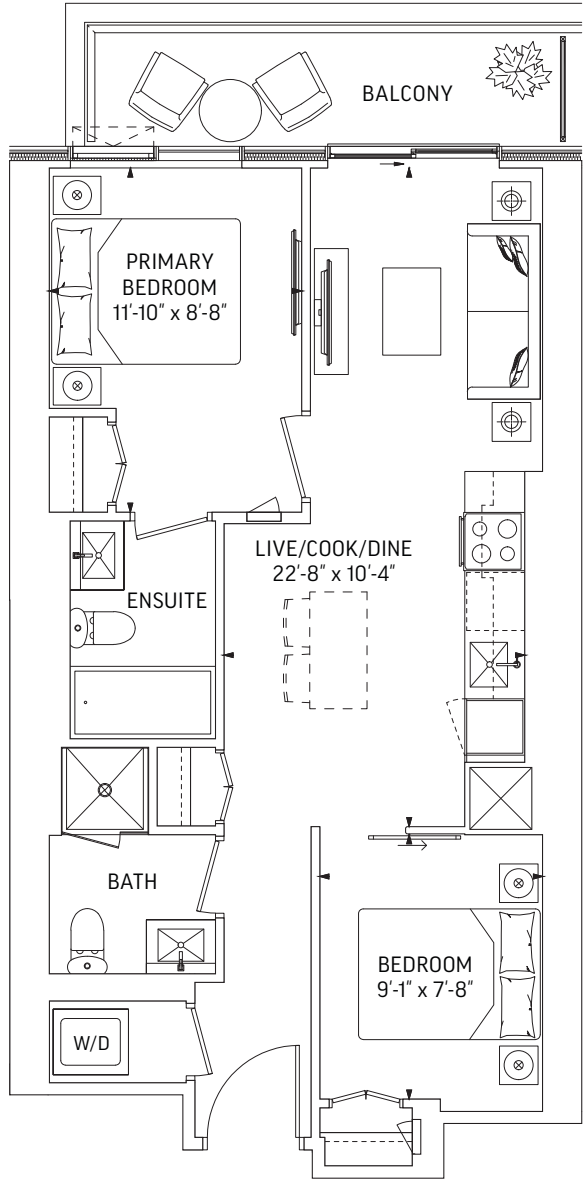 BALCONY
PRIMARY
BEDROOM
11'-10" x 8'-8"
LIVE/COOK/DINE
22'-8" x 10'-4"
ENSUITE
BATH
BEDROOM
9'-1" x 7'-8"
W/D